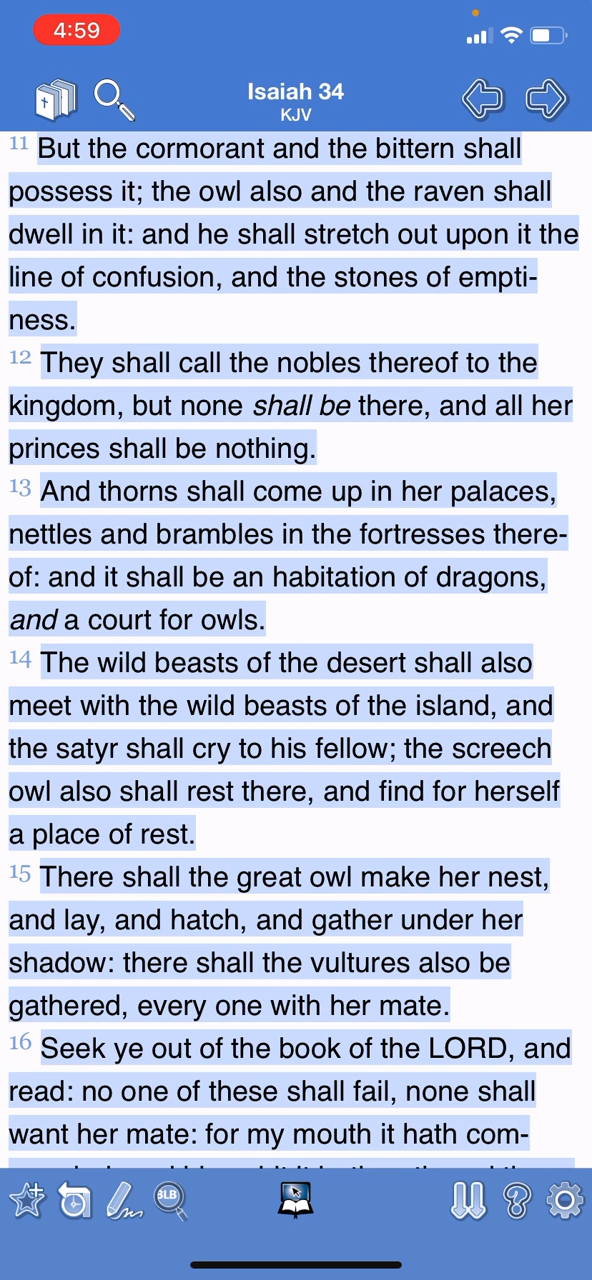 4:59
Isaiah 34
KJV
11 But the cormorant and the bittern shall
possess it; the owl also and the raven shall
dwell in it: and he shall stretch out upon it the
line of confusion, and the stones of empti-
ness.
12 They shall call the nobles thereof to the
kingdom, but none shall be there, and all her
princes shall be nothing.
13 And thorns shall come up in her palaces,
nettles and brambles in the fortresses there-
of: and it shall be an habitation of dragons,
and a court for owls.
14 The wild beasts of the desert shall also
meet with the wild beasts of the island, and
the satyr shall cry to his fellow; the screech
owl also shall rest there, and find for herself
a place of rest.
15 There shall the great owl make her nest,
and lay, and hatch, and gather under her
shadow: there shall the vultures also be
gathered, every one with her mate.
16 Seek ye out of the book of the LORD, and
read: no one of these shall fail, none shall
want her mate: for my mouth it hath com-
BLB